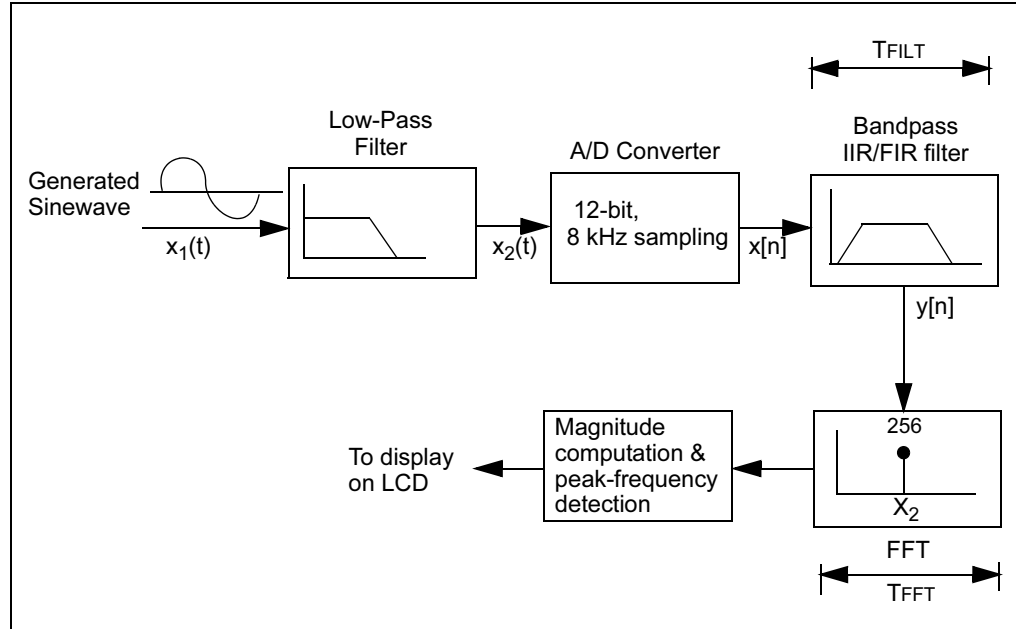 TFILT
Low-Pass
Filter
A/D Converter
Bandpass
IIR/FIR filter
Generated
Sinewave
x1(t)
x2(t)
12-bit,
8 kHz sampling
x[n]
y[n]
256
X2
FFT
TFFT
Magnitude
computation &
peak-frequency
detection
To display
on LCD